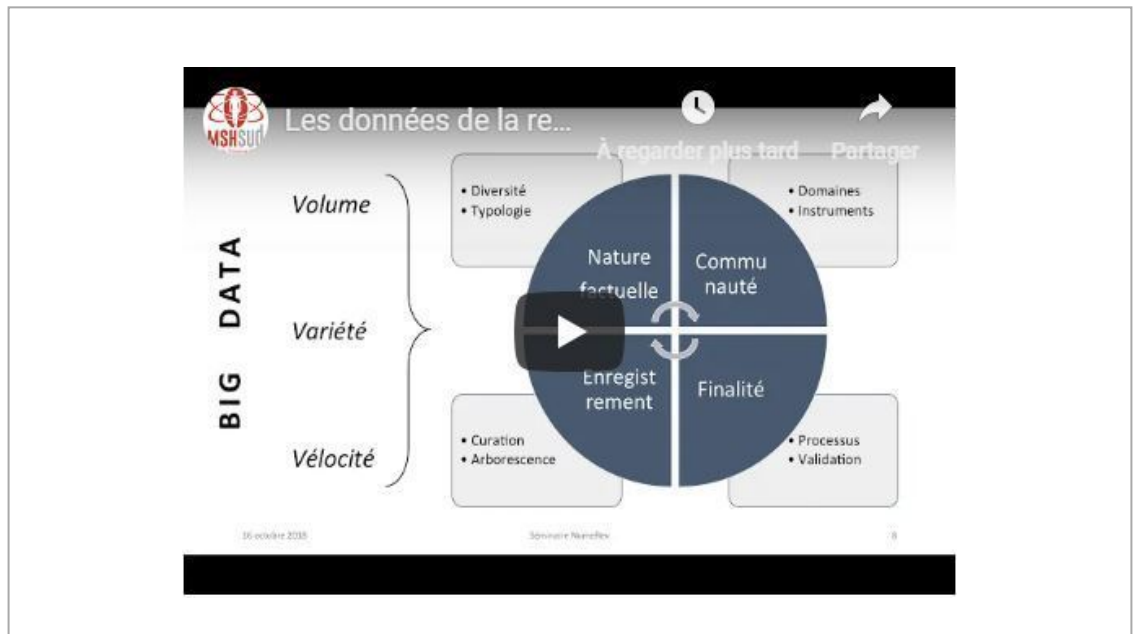 MSHSUD
Les données de la re...
À regarder plus tard
Partager
BIG DATA
Volume
Variété
Vélocité
• Diversité
• Typologie
• Domaines
• Instruments
Nature
factuelle
Commu
nauté
Enregist
rement
Finalité
• Curation
• Arborescence
• Processus
• Validation
16 octobre 2018
Séminaire Numeflex
8